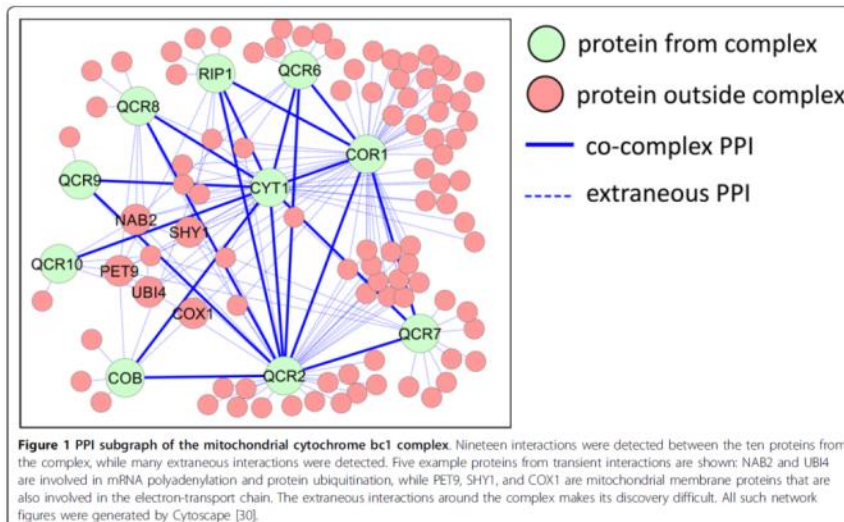 RIP1
QCR6
QCR8
COR1
QCR9
CYT1
NAB2
SHY1
QCR10
PET9
UBI4
COX1
QCR7
COB
QCR2
protein from complex
protein outside complex
co-complex PPI
extraneous PPI
Figure 1 PPI subgraph of the mitochondrial cytochrome bc1 complex. Nineteen interactions were detected between the ten proteins from
the complex, while many extraneous interactions were detected. Five example proteins from transient interactions are shown: NAB2 and UBI4
are involved in mRNA polyadenylation and protein ubiquitination, while PET9, SHY1, and COX1 are mitochondrial membrane proteins that are
also involved in the electron-transport chain. The extraneous interactions around the complex makes its discovery difficult. All such network
figures were generated by Cytoscape [30].